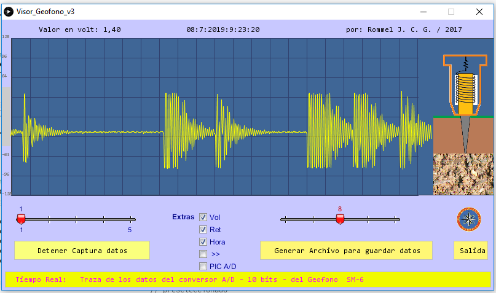 Visor_Geofono_v3
Valor en volt: 1,40 08:7:2019:9:23:20 por: Rommel J. C. G. / 2017
1 8
1 5
Extras
Vol
Ret
Hora
>>
PIC A/D
Detener Captura datos Generar Archivo para guardar datos Salida
Tiempo Real: Traza de los datos del conversor A/D - 10 bits - del Geofono SM-6